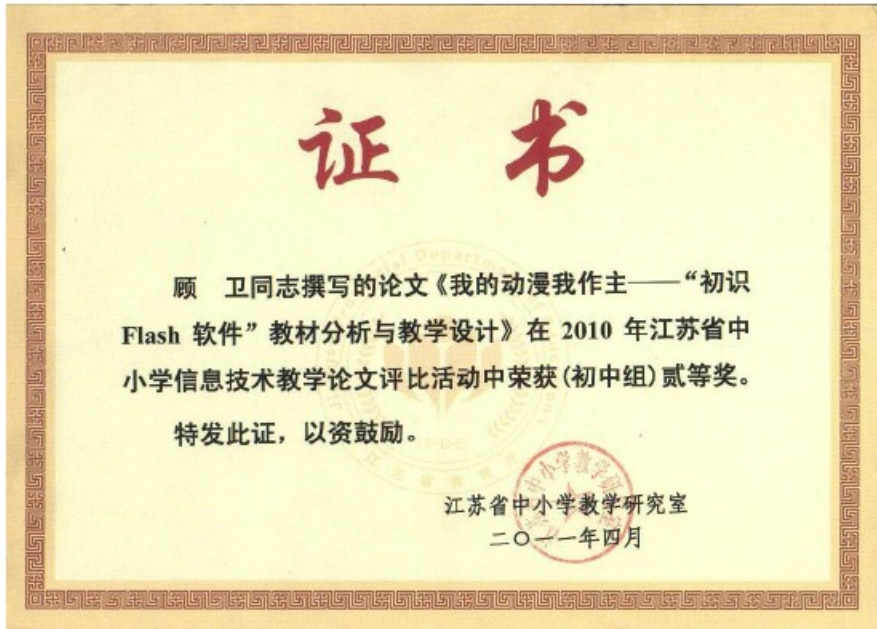 证 书
顾 卫同志撰写的论文《我的动漫我作主——“初识
Flash 软件”教材分析与教学设计》在 2010 年江苏省中
小学信息技术教学论文评比活动中荣获(初中组)贰等奖。
特发此证，以资鼓励。
江苏省中小学教学研究室
二〇一一年四月